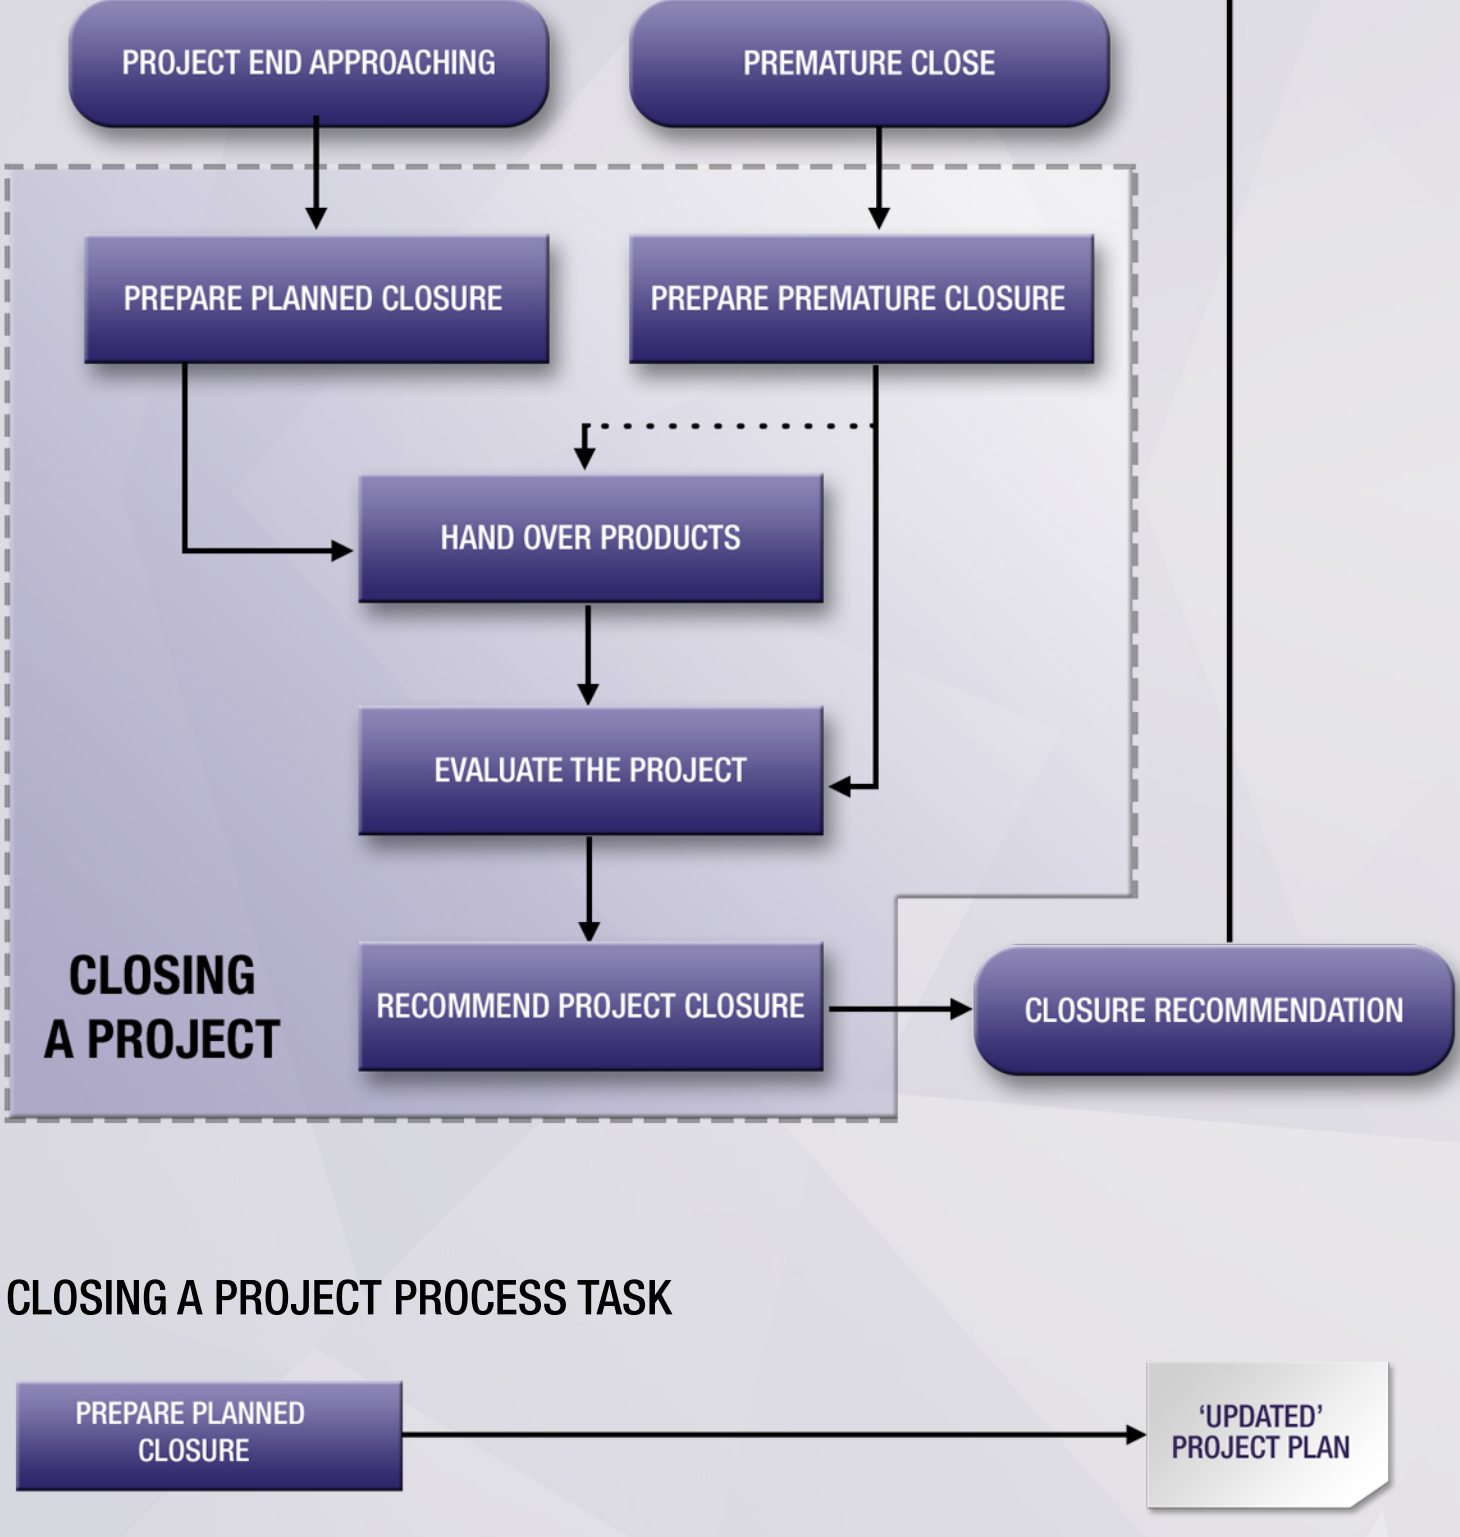 PROJECT END APPROACHING
PREMATURE CLOSE
PREPARE PLANNED CLOSURE
PREPARE PREMATURE CLOSURE
HAND OVER PRODUCTS
EVALUATE THE PROJECT
CLOSING
A PROJECT
RECOMMEND PROJECT CLOSURE
CLOSURE RECOMMENDATION
CLOSING A PROJECT PROCESS TASK
PREPARE PLANNED
CLOSURE
‘UPDATED’
PROJECT PLAN